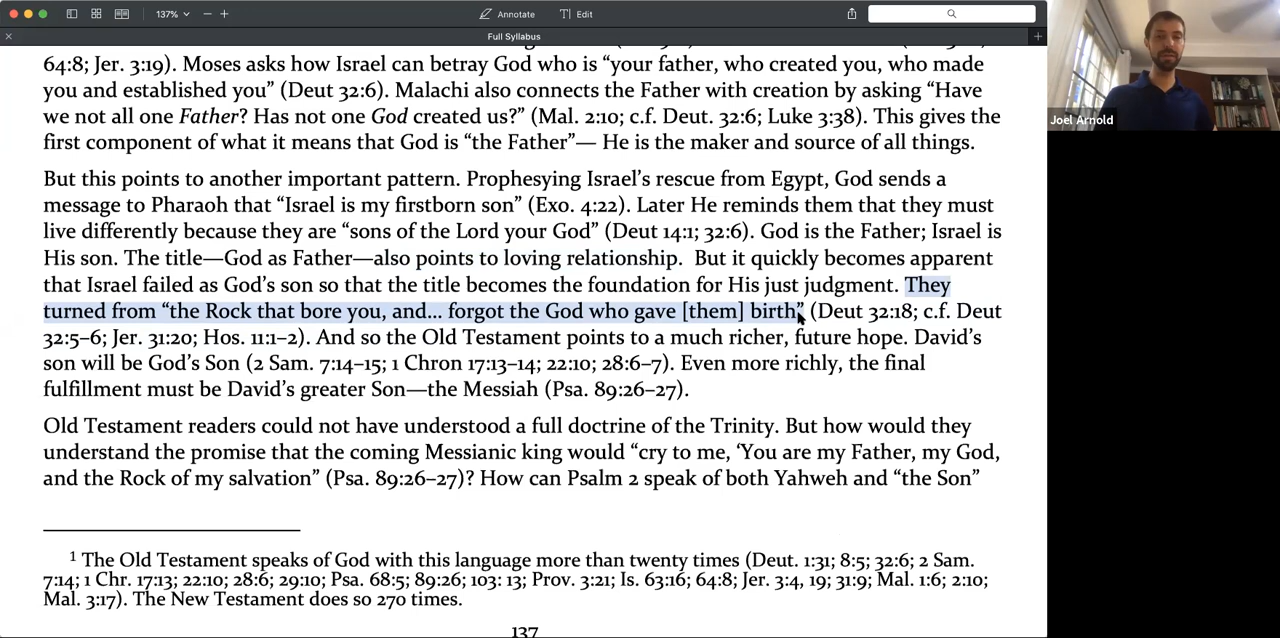 137%
Annotate
Edit
Full Syllabus
64:8; Jer. 3:19). Moses asks how Israel can betray God who is “your father, who created you, who made
you and established you” (Deut 32:6). Malachi also connects the Father with creation by asking “Have
we not all one Father? Has not one God created us?” (Mal. 2:10; c.f. Deut. 32:6; Luke 3:38). This gives the
first component of what it means that God is “the Father”— He is the maker and source of all things.
But this points to another important pattern. Prophesying Israel’s rescue from Egypt, God sends a
message to Pharaoh that “Israel is my firstborn son” (Exo. 4:22). Later He reminds them that they must
live differently because they are “sons of the Lord your God” (Deut 14:1; 32:6). God is the Father; Israel is
His son. The title—God as Father—also points to loving relationship. But it quickly becomes apparent
that Israel failed as God’s son so that the title becomes the foundation for His just judgment. They
turned from “the Rock that bore you, and... forgot the God who gave [them] birth” (Deut 32:18; c.f. Deut
32:5–6; Jer. 31:20; Hos. 11:1–2). And so the Old Testament points to a much richer, future hope. David’s
son will be God’s Son (2 Sam. 7:14–15; 1 Chron 17:13–14; 22:10; 28:6–7). Even more richly, the final
fulfillment must be David’s greater Son—the Messiah (Psa. 89:26–27).
Old Testament readers could not have understood a full doctrine of the Trinity. But how would they
understand the promise that the coming Messianic king would “cry to me, ‘You are my Father, my God,
and the Rock of my salvation” (Psa. 89:26–27)? How can Psalm 2 speak of both Yahweh and “the Son”
1 The Old Testament speaks of God with this language more than twenty times (Deut. 1:31; 8:5; 32:6; 2 Sam.
7:14; 1 Chr. 17:13; 22:10; 28:6; 29:10; Psa. 68:5; 89:26; 103: 13; Prov. 3:21; Is. 63:16; 64:8; Jer. 3:4, 19; 31:9; Mal. 1:6; 2:10;
Mal. 3:17). The New Testament does so 270 times.
137
Joel Arnold